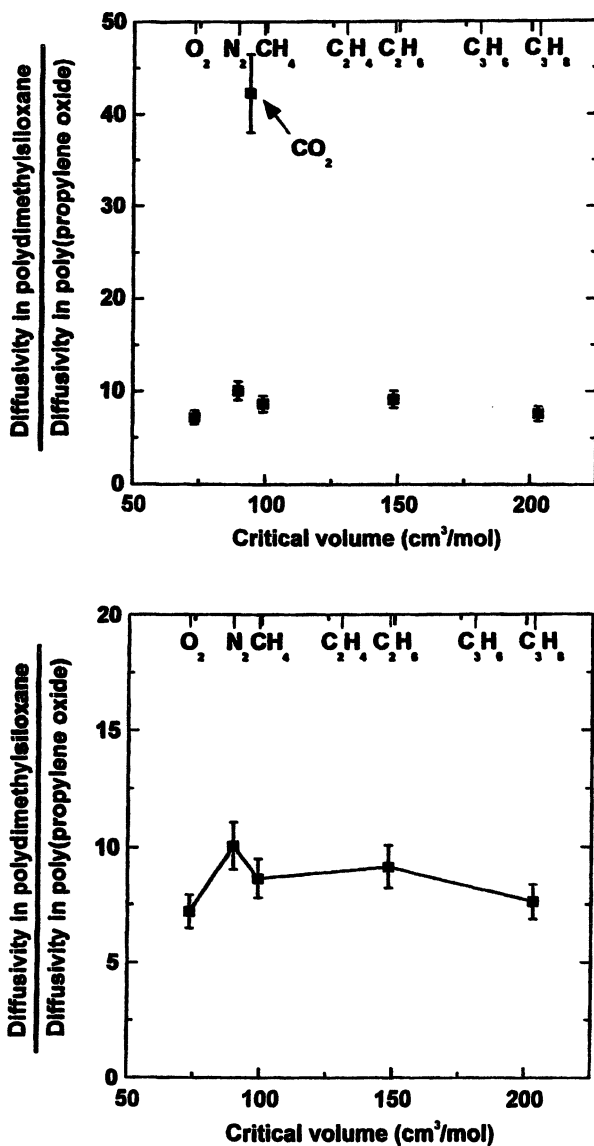 50
O₂ N₂ CH₄ C₂H₄ C₂H₆ C₃H₆ C₃H₈
40
CO₂
30
20
10
0
Diffusivity in polydimethylsiloxane
Diffusivity in poly(propylene oxide)
50 100 150 200
Critical volume (cm³/mol)
20
O₂ N₂ CH₄ C₂H₄ C₂H₆ C₃H₆ C₃H₈
15
10
5
0
Diffusivity in polydimethylsiloxane
Diffusivity in poly(propylene oxide)
50 100 150 200
Critical volume (cm³/mol)